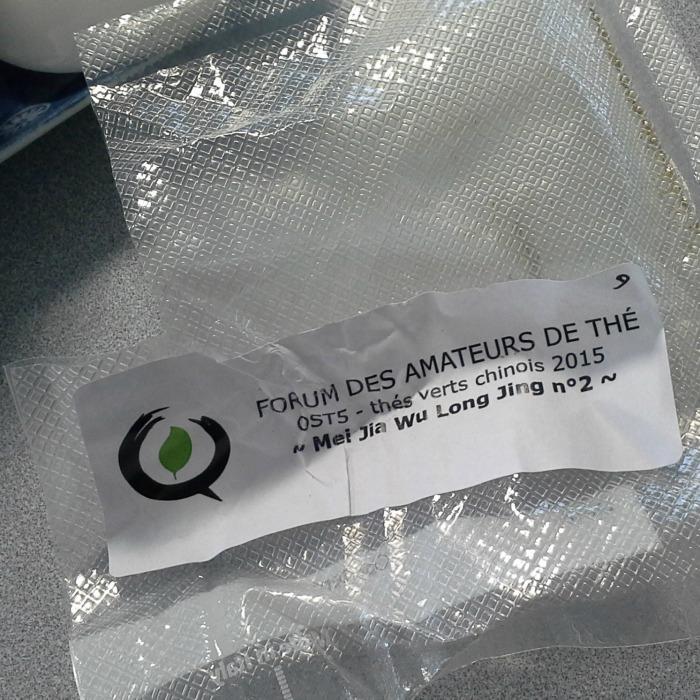 9
FORUM DES AMATEURS DE THÉ
OST5 - thés verts chinois 2015
~ Mei Jia Wu Long Jing n°2 ~